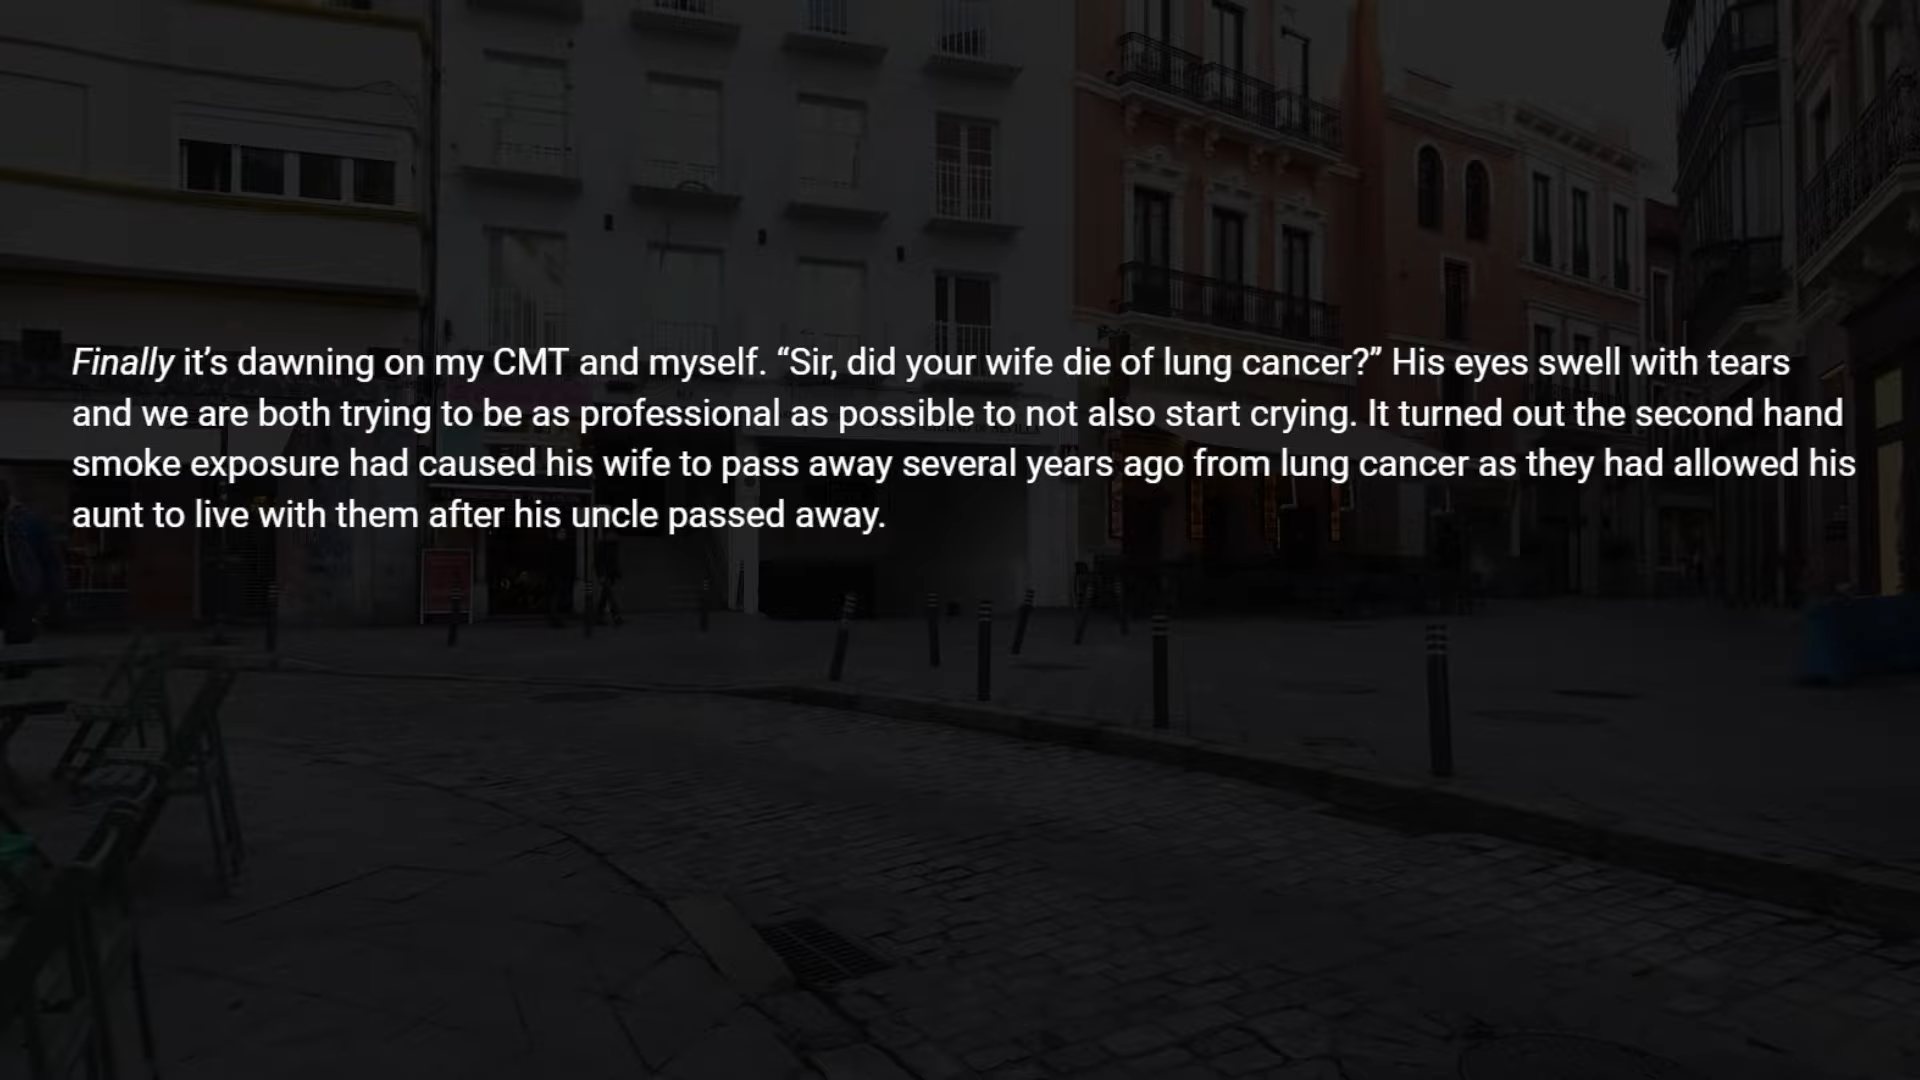 Finally it’s dawning on my CMT and myself. “Sir, did your wife die of lung cancer?” His eyes swell with tears
and we are both trying to be as professional as possible to not also start crying. It turned out the second hand
smoke exposure had caused his wife to pass away several years ago from lung cancer as they had allowed his
aunt to live with them after his uncle passed away.